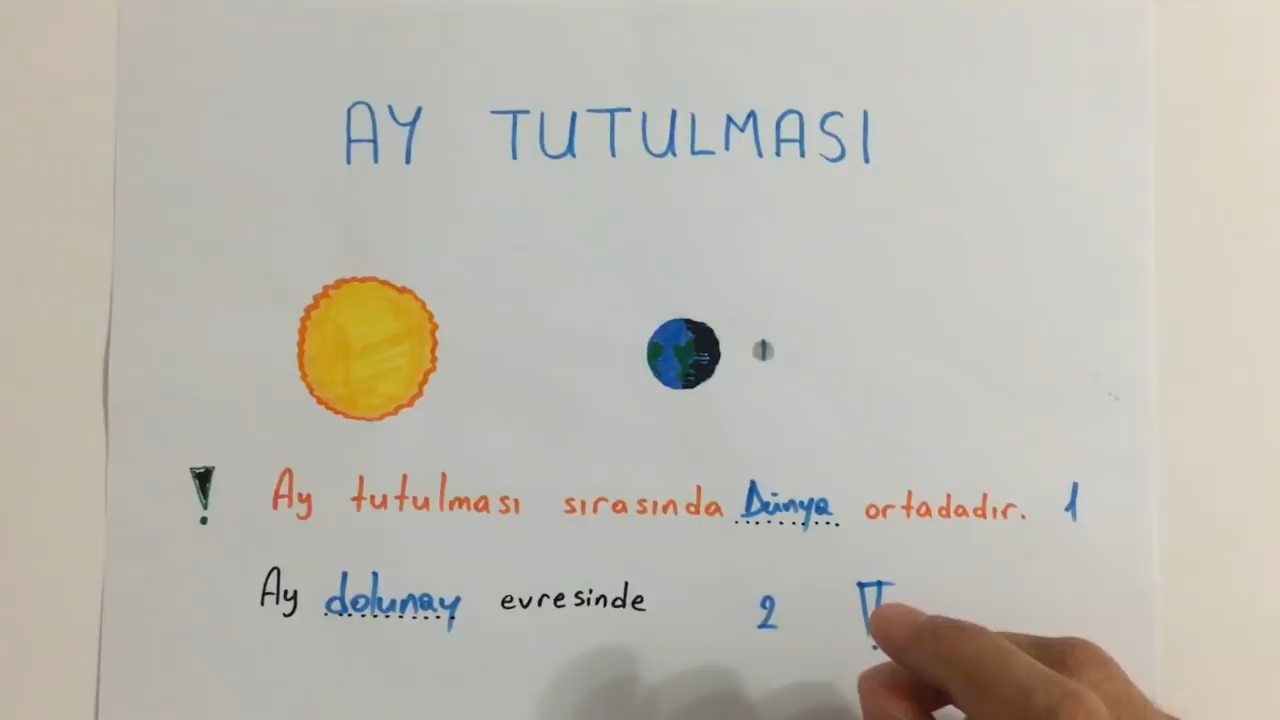 AY TUTULMASI
! Ay tutulması sırasında Dünya ortadadır. 1
Ay dolunay evresinde 2 !